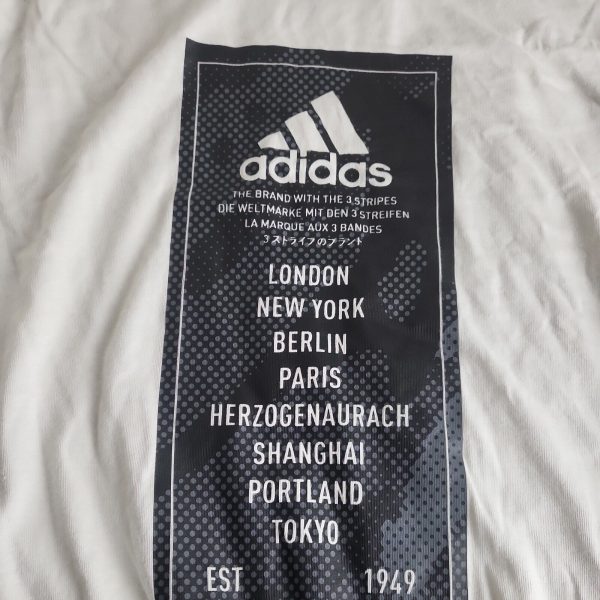 adidas
THE BRAND WITH THE 3 STRIPES
DIE WELTMARKE MIT DEN 3 STREIFEN
LA MARQUE AUX 3 BANDES
3ストライプのブランド
LONDON
NEW YORK
BERLIN
PARIS
HERZOGENAURACH
SHANGHAI
PORTLAND
TOKYO
EST 1949